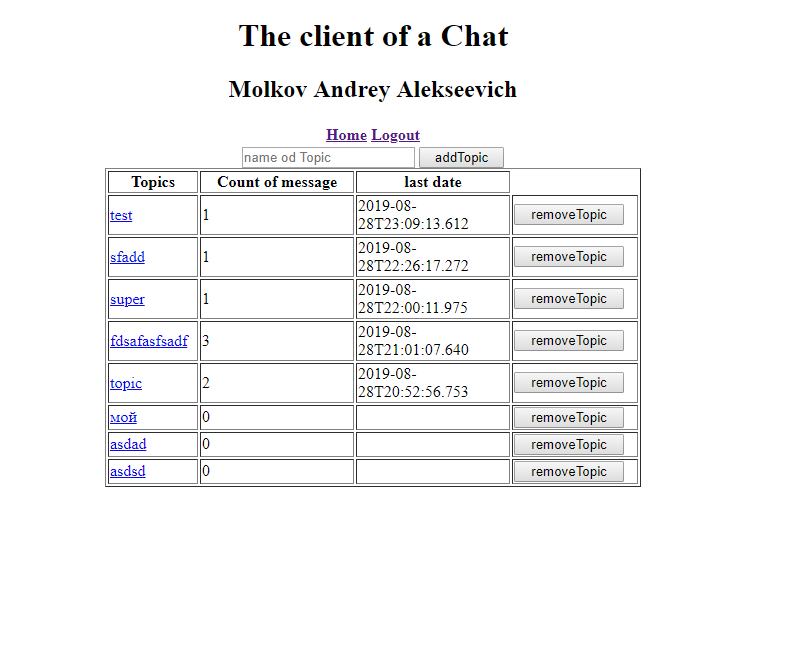 The client of a Chat
Molkov Andrey Alekseevich
Home Logout
name od Topic addTopic
Topics Count of message last date
test 1 2019-08-
28T23:09:13.612 removeTopic
sfadd 1 2019-08-
28T22:26:17.272 removeTopic
super 1 2019-08-
28T22:00:11.975 removeTopic
fdsafasfsadf 3 2019-08-
28T21:01:07.640 removeTopic
topic 2 2019-08-
28T20:52:56.753 removeTopic
мой 0 removeTopic
asdad 0 removeTopic
asdsd 0 removeTopic